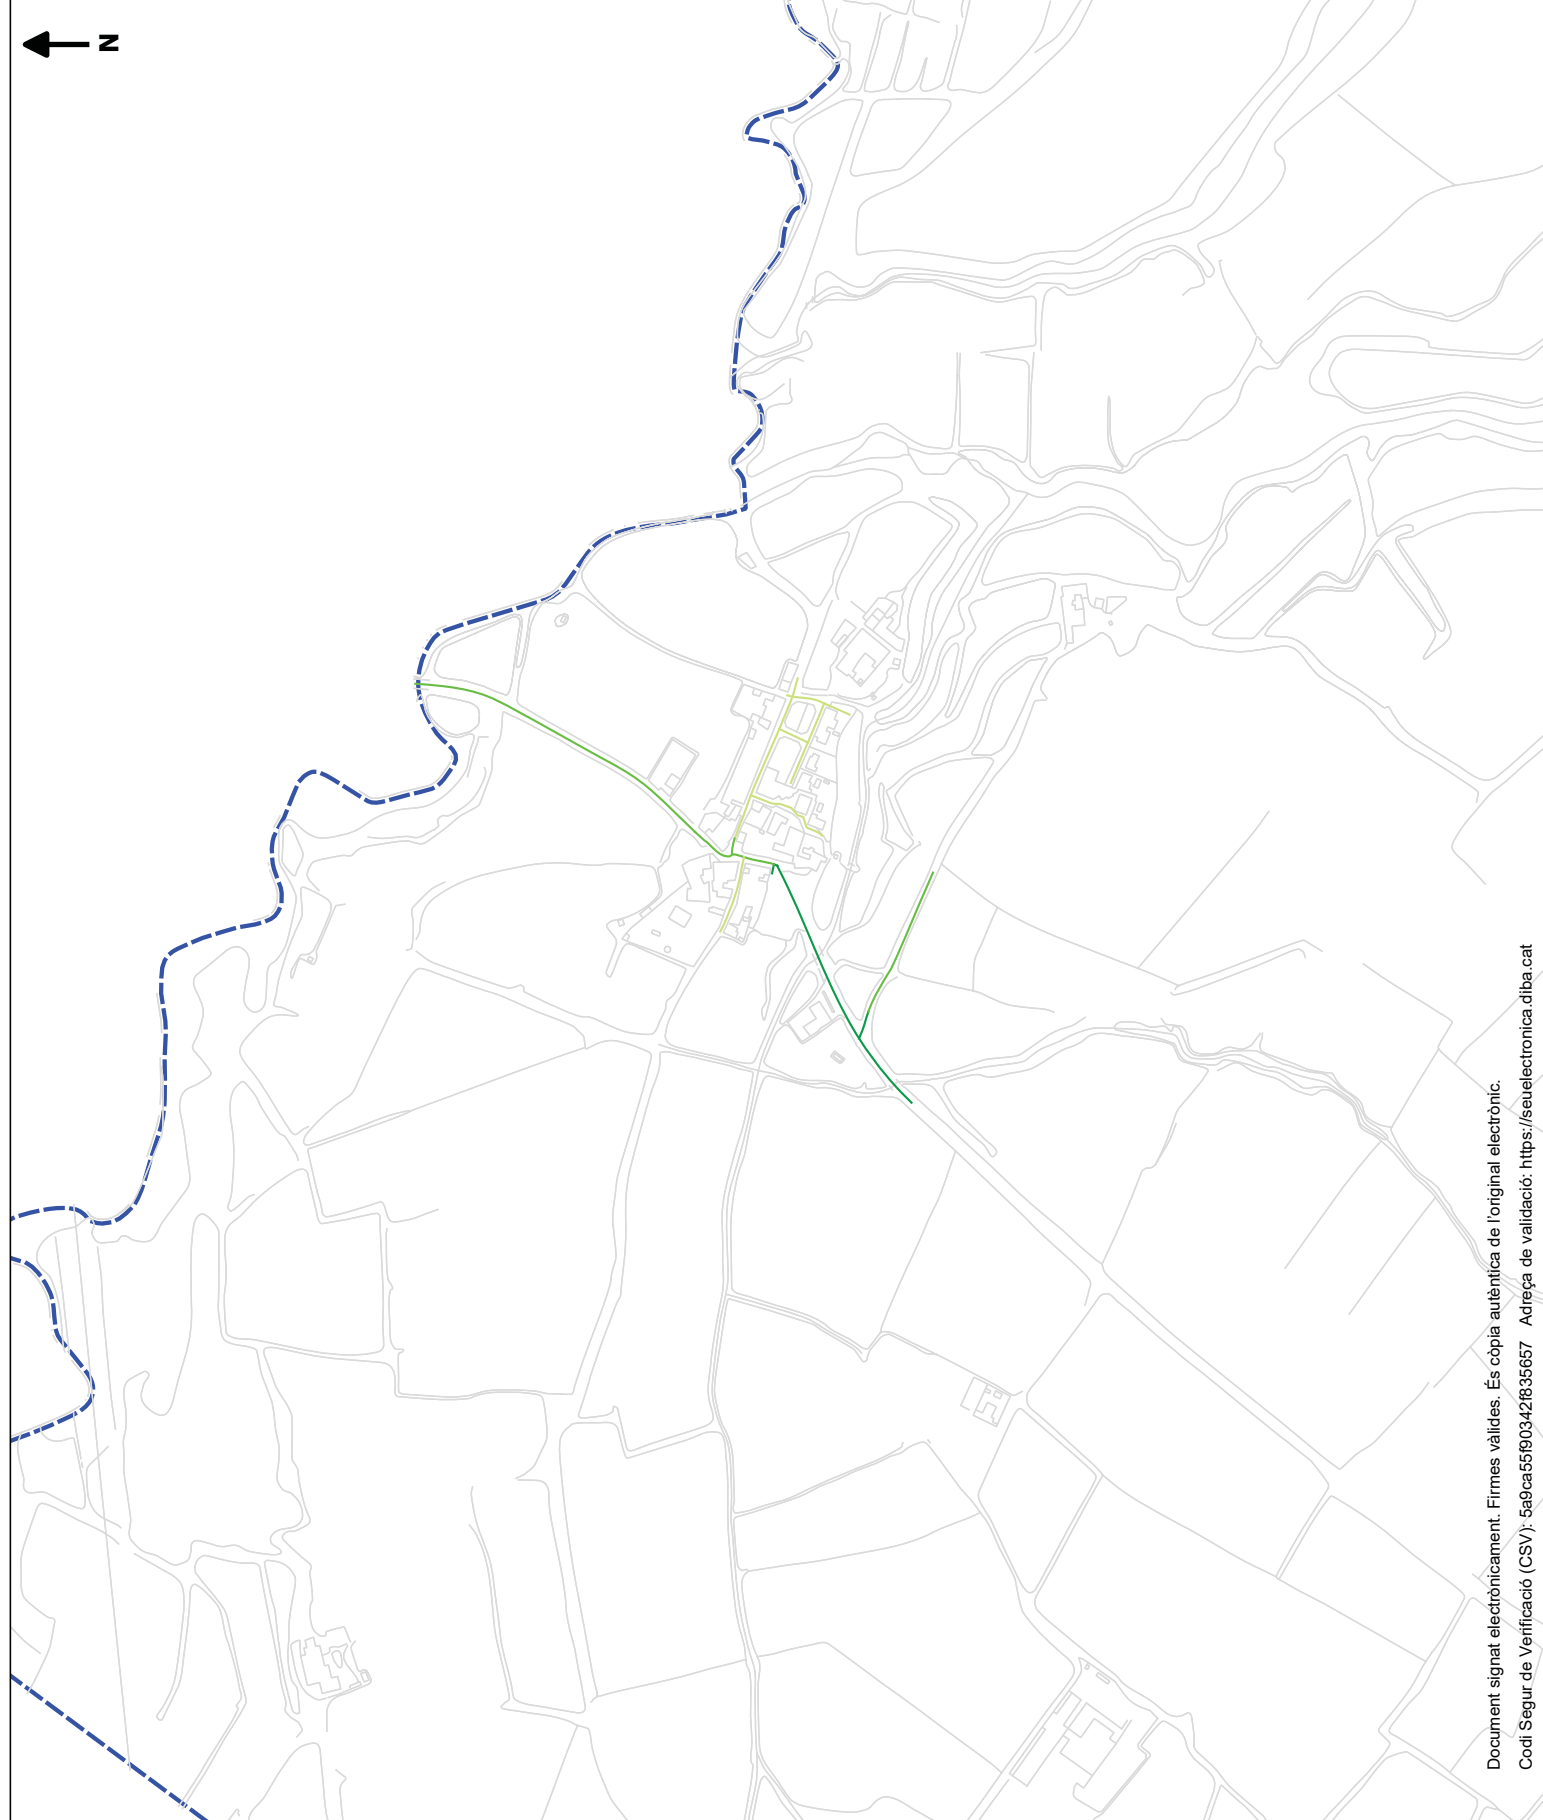 N
Document signat electrònicament. Firmes vàlides. És còpia autèntica de l'original electrònic.
Codi Segur de Verificació (CSV): 5a9ca55f90342f835657 Adreça de validació: https://seuelectronica.diba.cat